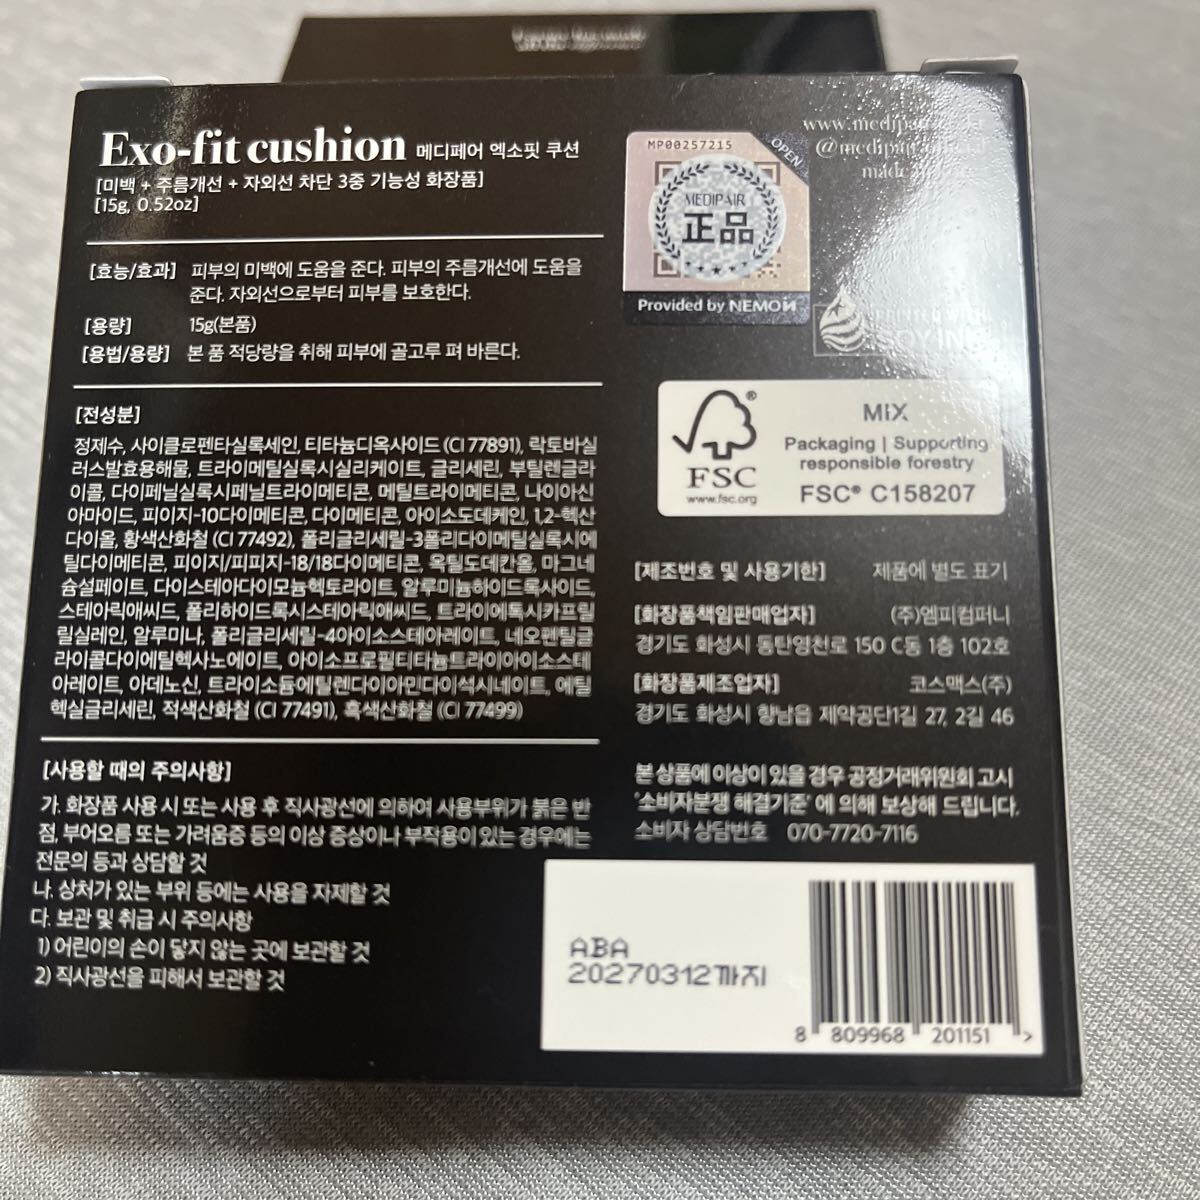 Exo-fit cushion 메디페어 엑소핏 쿠션
[미백 + 주름개선 + 자외선 차단 3중 기능성 화장품]
[15g, 0.52oz]
[효능/효과] 피부의 미백에 도움을 준다. 피부의 주름개선에 도움을
준다. 자외선으로부터 피부를 보호한다.
[용량] 15g(본품)
[용법/용량] 본 품 적당량을 취해 피부에 골고루 펴 바른다.
[전성분]
정제수, 사이클로펜타실록세인, 티타늄디옥사이드 (CI 77891), 락토바실
러스발효용해물, 트라이메틸실록시실리케이트, 글리세린, 부틸렌글라
이콜, 다이페닐실록시페닐트라이메티콘, 메틸트라이메티콘, 나이아신
아마이드, 피이지-10다이메티콘, 다이메티콘, 아이소도데케인, 1,2-헥산
다이올, 황색산화철 (CI 77492), 폴리글리세릴-3폴리다이메틸실록시에
틸다이메티콘, 피이지/피피지-18/18다이메티콘, 옥틸도데칸올, 마그네
슘설페이트, 다이스테아다이모늄헥토라이트, 알루미늄하이드록사이드,
스테아릭애씨드, 폴리하이드록시스테아릭애씨드, 트라이에톡시카프릴
릴실레인, 알루미나, 폴리글리세릴-4아이소스테아레이트, 네오펜틸글
라이콜다이에틸헥사노에이트, 아이소프로필티타늄트라이아이소스테
아레이트, 아데노신, 트라이소듐에틸렌다이아민다이석시네이트, 에틸
헥실글리세린, 적색산화철 (CI 77491), 흑색산화철 (CI 77499)
[사용할 때의 주의사항]
가. 화장품 사용 시 또는 사용 후 직사광선에 의하여 사용부위가 붉은 반
점, 부어오름 또는 가려움증 등의 이상 증상이나 부작용이 있는 경우에는
전문의 등과 상담할 것
나. 상처가 있는 부위 등에는 사용을 자제할 것
다. 보관 및 취급 시 주의사항
1) 어린이의 손이 닿지 않는 곳에 보관할 것
2) 직사광선을 피해서 보관할 것
MP00257215
OPEN
MEDIPAIR
正品
Provided by NEMO
PRINTED WITH
SOY INK
FSC
www.fsc.org
MIX
Packaging | Supporting
responsible forestry
FSC® C158207
[제조번호 및 사용기한] 제품에 별도 표기
[화장품책임판매업자] (주)엠피컴퍼니
경기도 화성시 동탄영천로 150 C동 1층 102호
[화장품제조업자] 코스맥스(주)
경기도 화성시 향남읍 제약공단1길 27, 2길 46
본 상품에 이상이 있을 경우 공정거래위원회 고시
'소비자분쟁 해결기준' 에 의해 보상해 드립니다.
소비자 상담번호 070-7720-7116
ABA
20270312까지
8 809968 201151 >